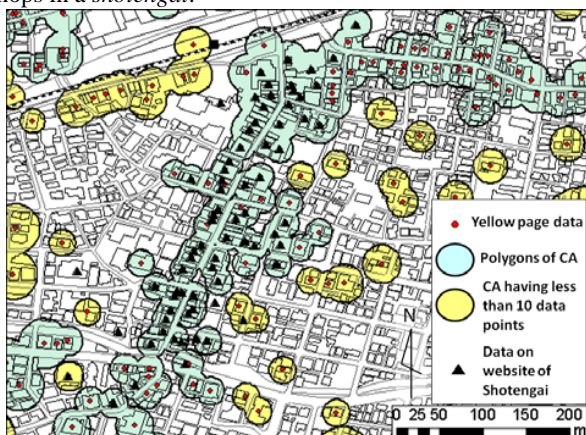 shops in a shotengai.
Yellow page data
Polygons of CA
CA having less
than 10 data
points
Data on
website of
Shotengai
N
0 25 50 100 150 200
m